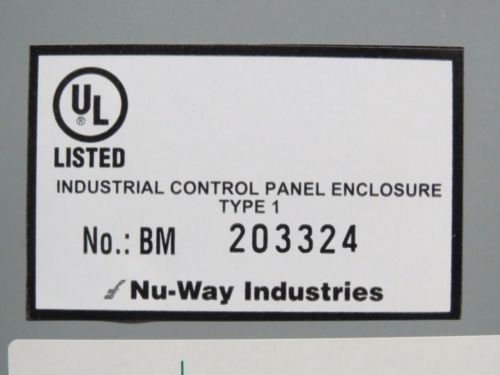 UL
®
LISTED
INDUSTRIAL CONTROL PANEL ENCLOSURE
TYPE 1
No.: BM 203324
Nu-Way Industries